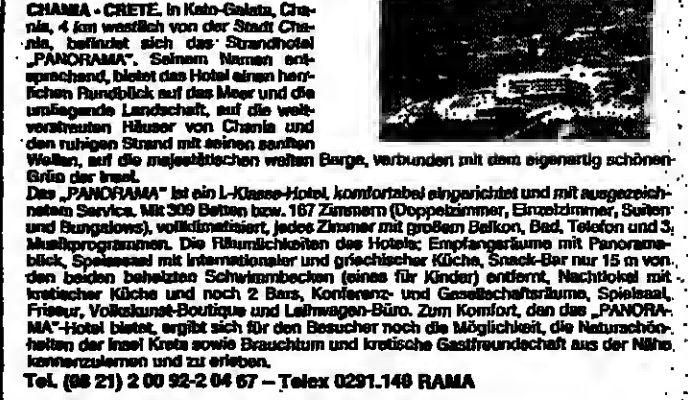 CHANIA - CRETE. In Kato-Galata, Cha-
nia, 4 km westlich von der Stadt Cha-
nia, befindet sich das Strandhotel
„PANORAMA“. Seinem Namen ent-
sprechend, bietet das Hotel einen herr-
lichen Rundblick auf das Meer und die
umliegende Landschaft, auf die weit-
verstreuten Häuser von Chania und
den ruhigen Strand mit seinen sanften
Wellen, auf die majestätischen weiten Berge, verbunden mit dem eigenartig schönen
Grün der Insel.
Das „PANORAMA“ ist ein L-Klasse-Hotel, komfortabel eingerichtet und mit ausgezeich-
netem Service. Mit 309 Betten bzw. 167 Zimmern (Doppelzimmer, Einzelzimmer, Suiten
und Bungalows), vollklimatisiert, jedes Zimmer mit großem Balkon, Bad, Telefon und 3
Musikprogrammen. Die Räumlichkeiten des Hotels: Empfangsräume mit Panorama-
blick, Speisesaal mit internationaler und griechischer Küche, Snack-Bar nur 15 m von
den beiden beheizten Schwimmbecken (eines für Kinder) entfernt, Nachtlokal mit
kretischer Küche und noch 2 Bars, Konferenz- und Gesellschaftsräume, Spielsaal,
Friseur, Volkskunst-Boutique und Leihwagen-Büro. Zum Komfort, den das „PANORA-
MA“-Hotel bietet, ergibt sich für den Besucher noch die Möglichkeit, die Naturschön-
heiten der Insel Kreta sowie Brauchtum und kretische Gastfreundschaft aus der Nähe
kennenzulernen und zu erleben.
Tel. (08 21) 2 00 92-2 04 67 – Telex 0291.140 RAMA